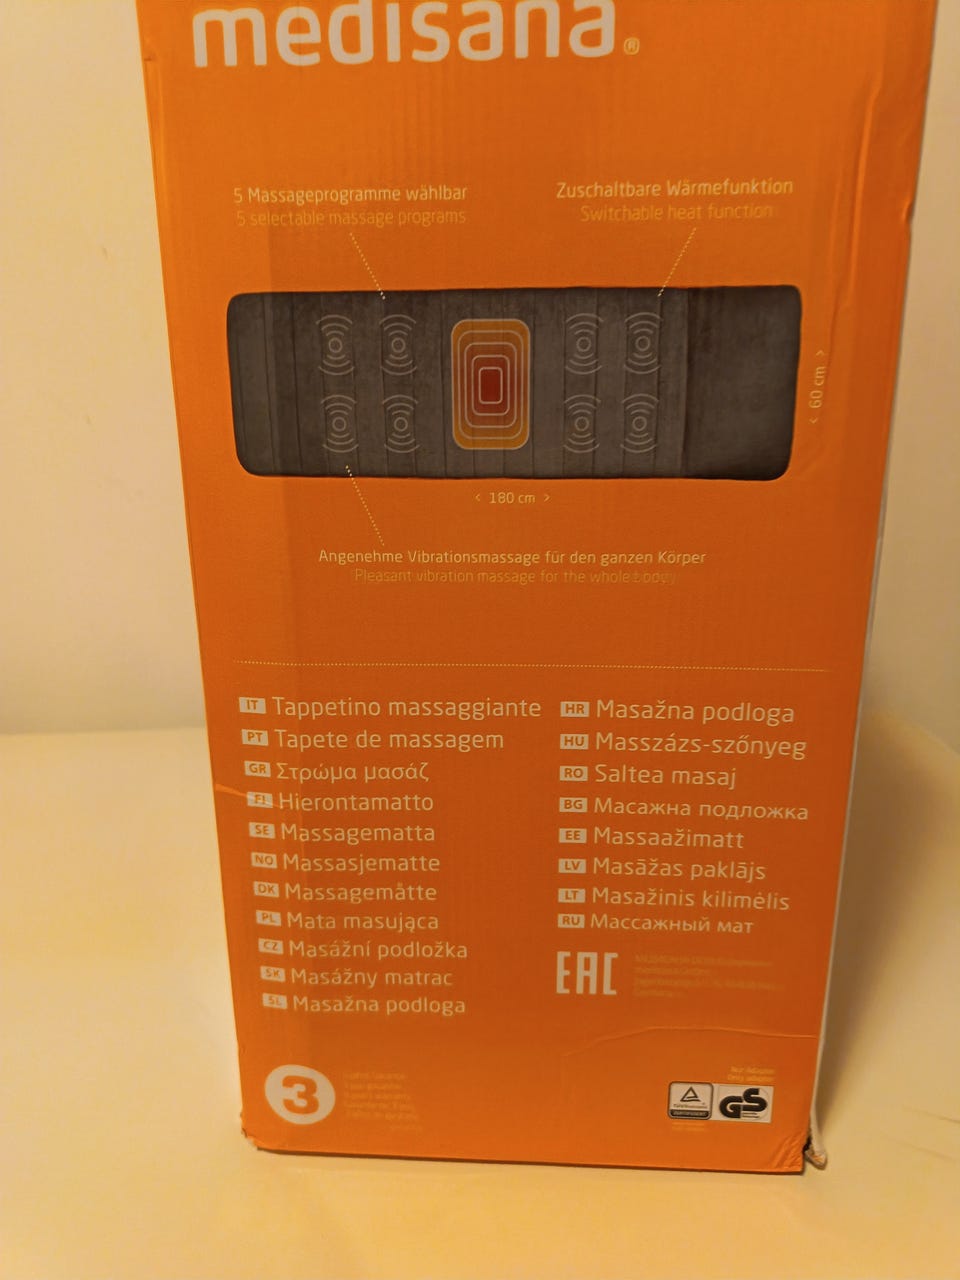 medisana®
5 Massageprogramme wählbar
5 selectable massage programs
Zuschaltbare Wärmefunktion
Switchable heat function
< 60 cm >
< 180 cm >
Angenehme Vibrationsmassage für den ganzen Körper
Pleasant vibration massage for the whole body
IT Tappetino massaggiante
PT Tapete de massagem
GR Στρώμα μασάζ
FI Hierontamatto
SE Massagematta
NO Massasjematte
DK Massagemåtte
PL Mata masująca
CZ Masážní podložka
SK Masážny matrac
SL Masažna podloga
HR Masažna podloga
HU Masszázs-szőnyeg
RO Saltea masaj
BG Масажна подложка
EE Massaažimatt
LV Masāžas paklājs
LT Masažinis kilimėlis
RU Массажный мат
EAC
3
Nur Adapter
Only adapter
GS